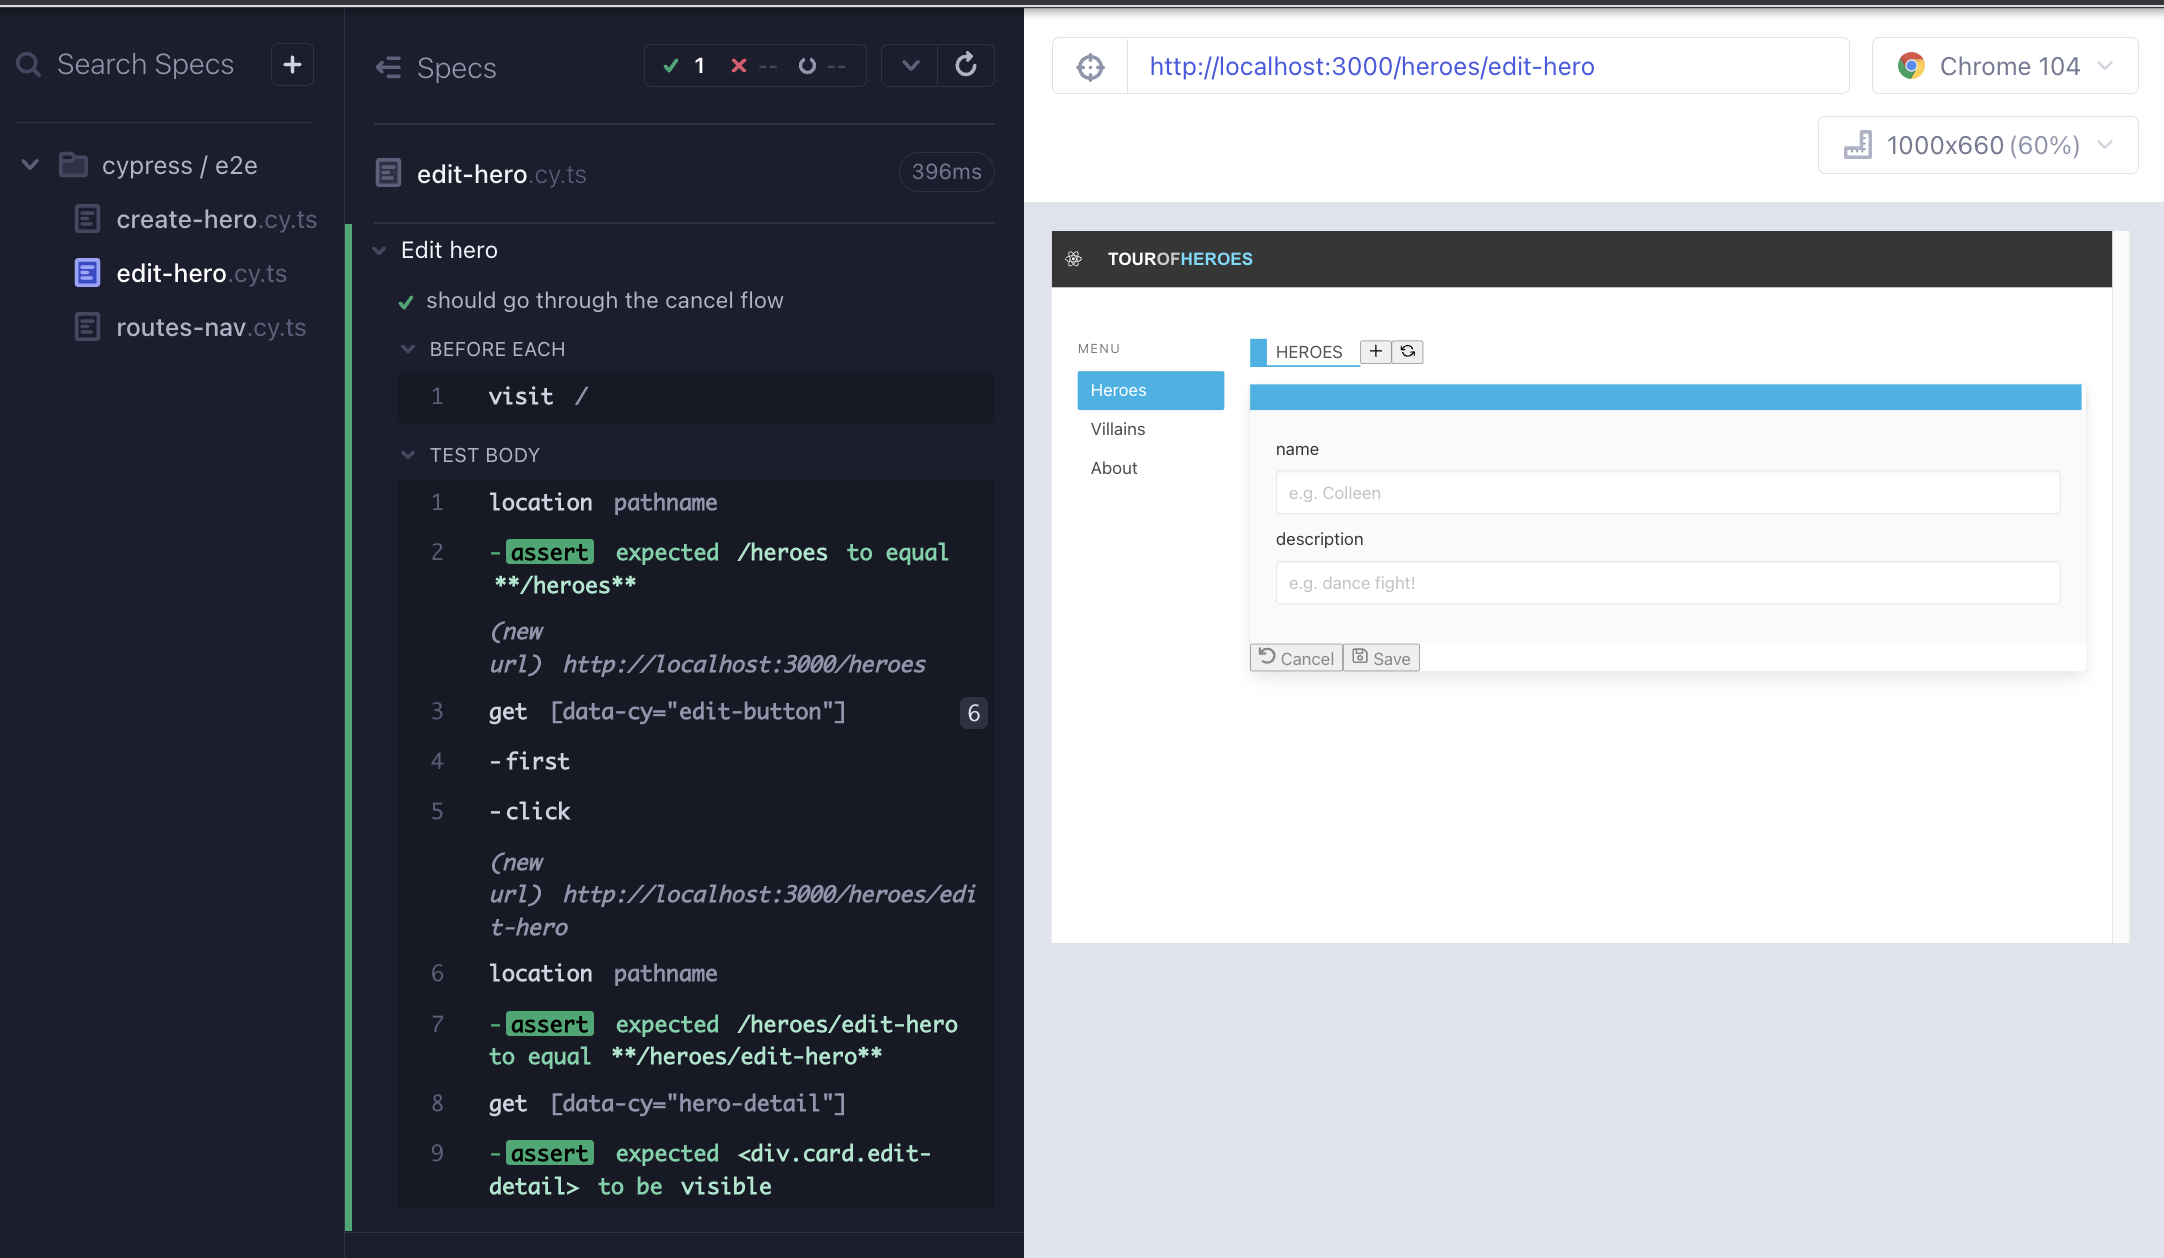 Search Specs
cypress / e2e
create-hero.cy.ts
edit-hero.cy.ts
routes-nav.cy.ts
Specs
1 -- --
edit-hero.cy.ts 396ms
Edit hero
should go through the cancel flow
BEFORE EACH
1 visit /
TEST BODY
1 location pathname
2 -assert expected /heroes to equal
**/heroes**
(new
url) http://localhost:3000/heroes
3 get [data-cy="edit-button"] 6
4 -first
5 -click
(new
url) http://localhost:3000/heroes/edi
t-hero
6 location pathname
7 -assert expected /heroes/edit-hero
to equal **/heroes/edit-hero**
8 get [data-cy="hero-detail"]
9 -assert expected <div.card.edit-
detail> to be visible
http://localhost:3000/heroes/edit-hero
Chrome 104
1000x660 (60%)
TOUROFHEROES
MENU
Heroes
Villains
About
HEROES
name
e.g. Colleen
description
e.g. dance fight!
Cancel Save